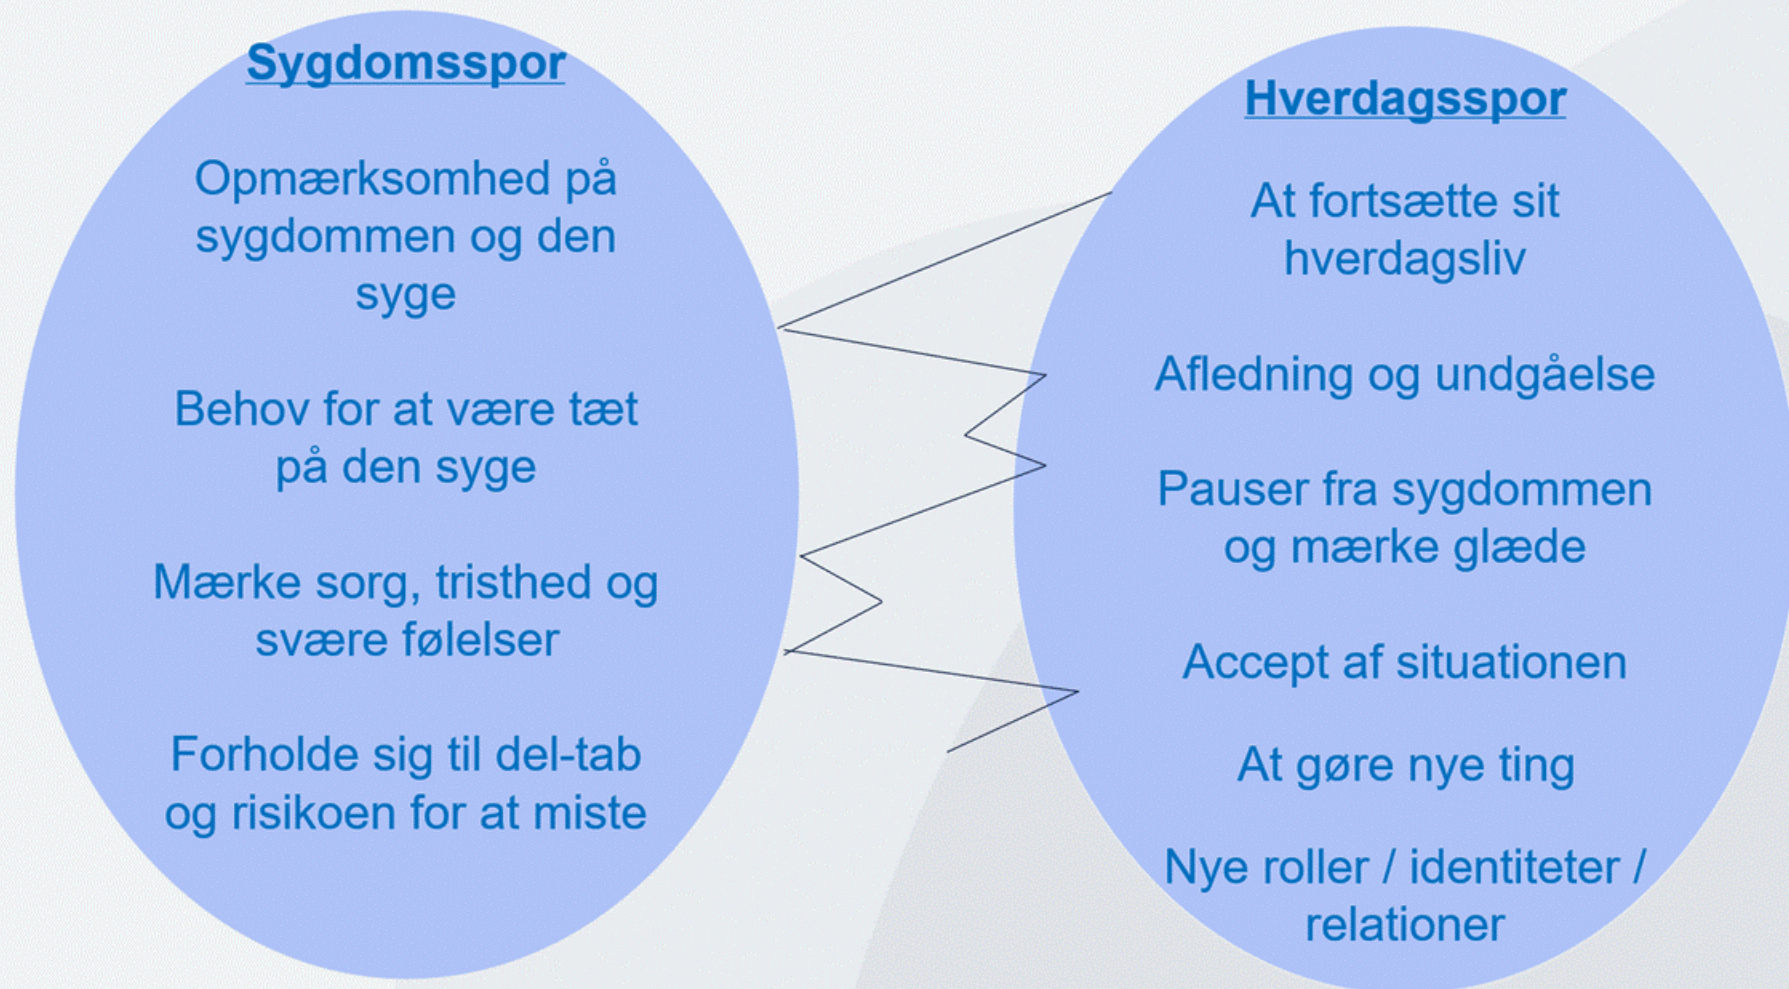 Sygdomsspor
Opmærksomhed på
sygdommen og den
syge
Behov for at være tæt
på den syge
Mærke sorg, tristhed og
svære følelser
Forholde sig til del-tab
og risikoen for at miste
Hverdagsspor
At fortsætte sit
hverdagsliv
Afledning og undgåelse
Pauser fra sygdommen
og mærke glæde
Accept af situationen
At gøre nye ting
Nye roller / identiteter /
relationer